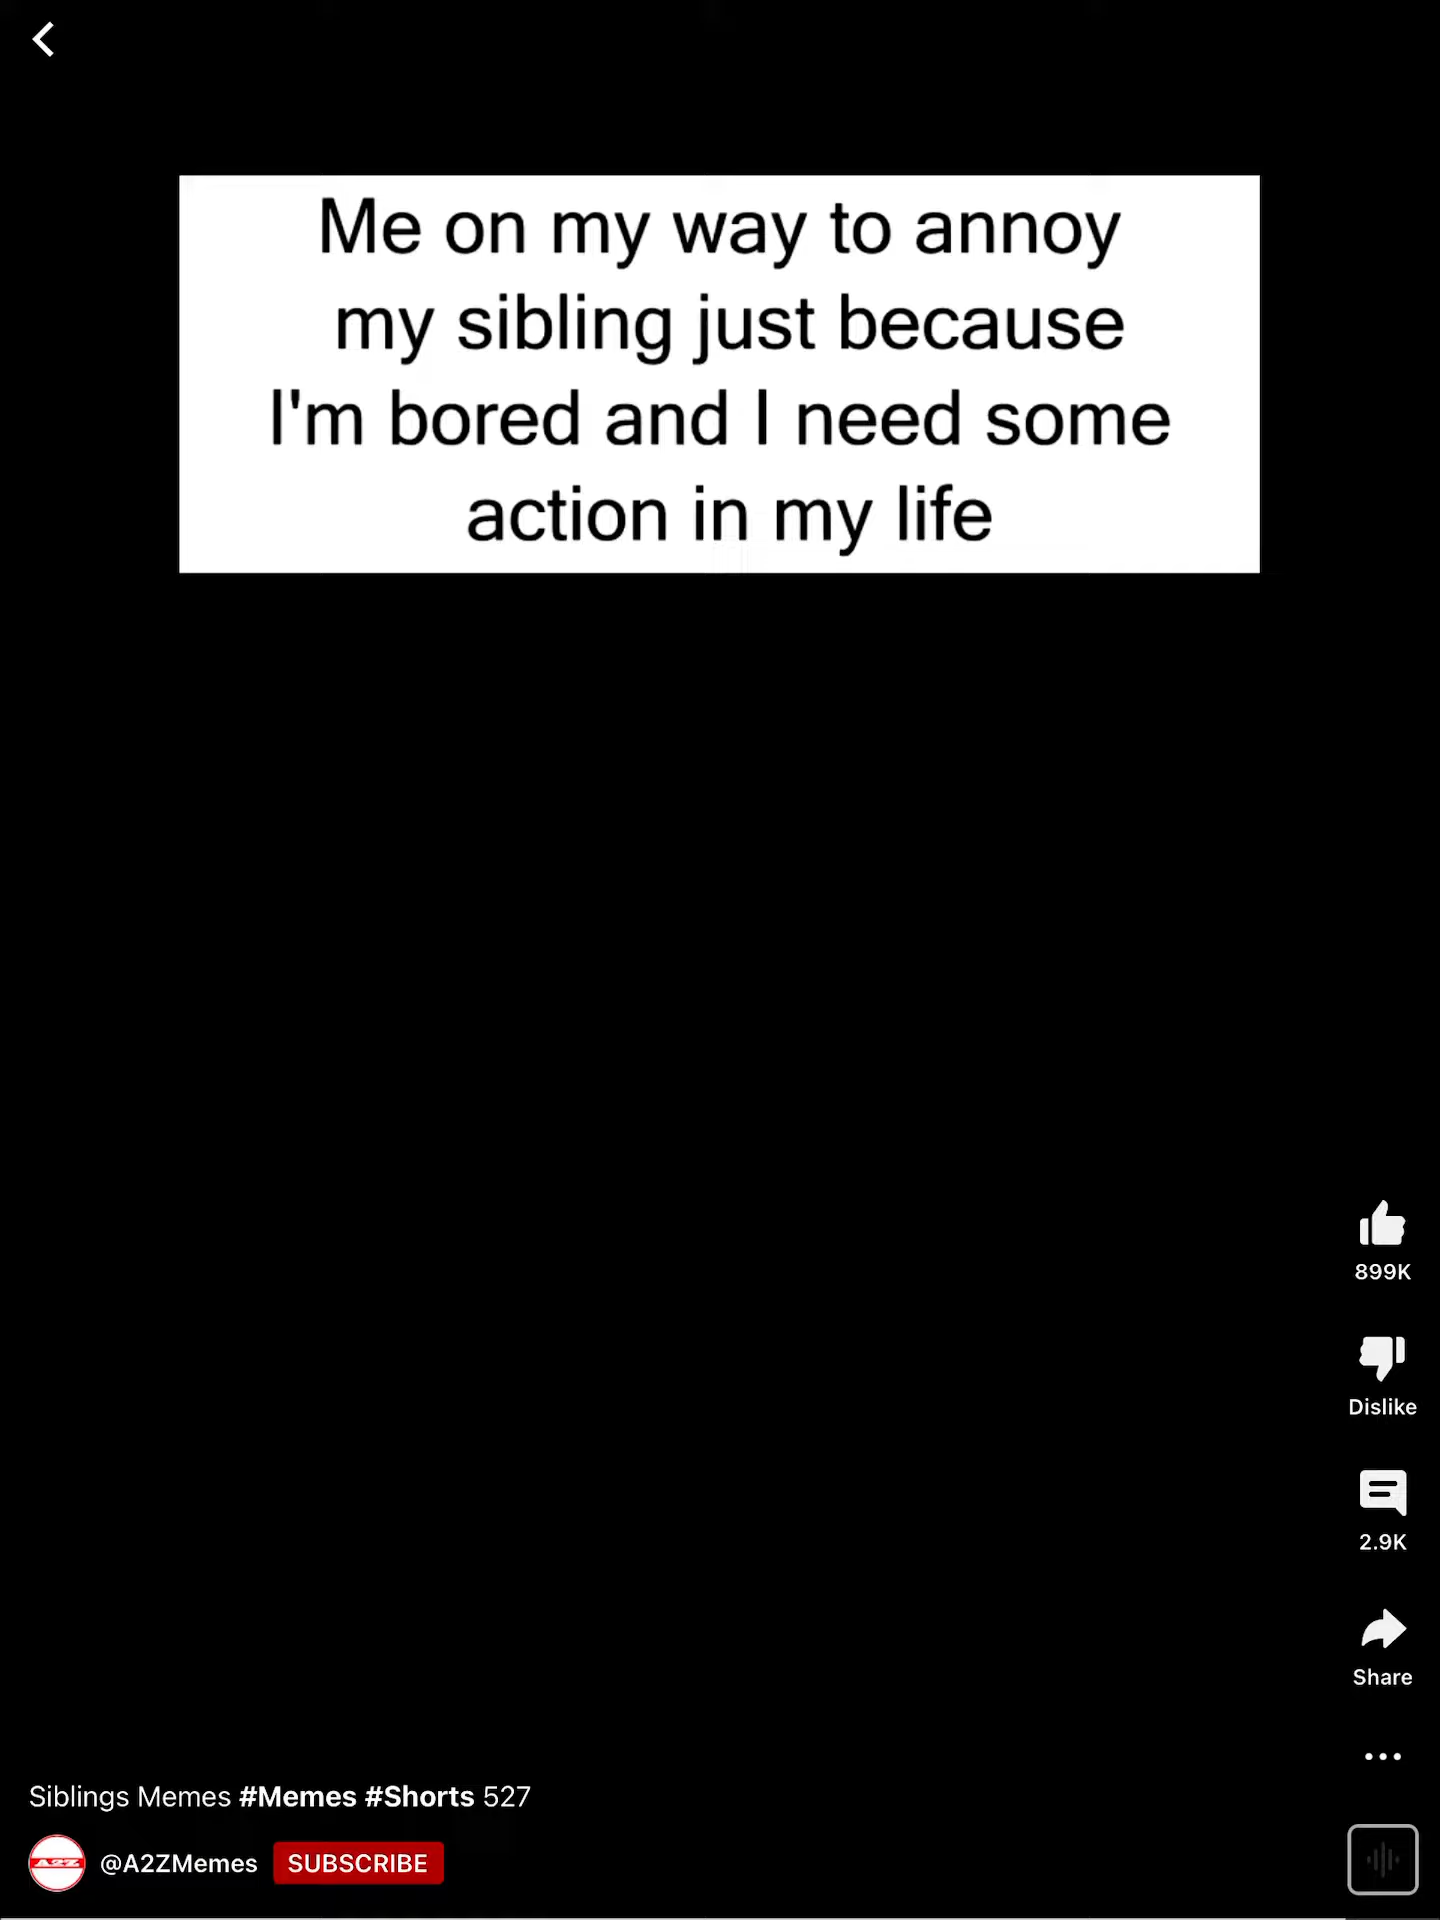 Me on my way to annoy
my sibling just because
I'm bored and I need some
action in my life
899K
Dislike
2.9K
Share
Siblings Memes #Memes #Shorts 527
A2Z
@A2ZMemes
SUBSCRIBE